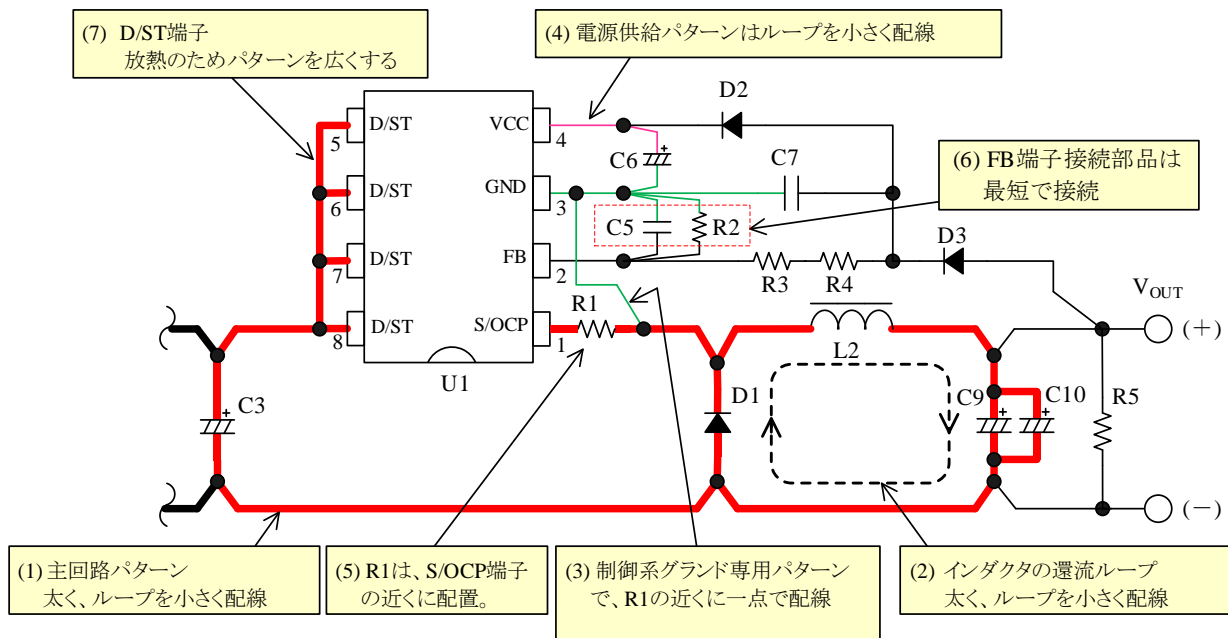 (7) D/ST端子
放熱のためパターンを広くする
(4) 電源供給パターンはループを小さく配線
D2
D/ST
VCC
5
4
C6
+
C7
(6) FB端子接続部品は
最短で接続
D/ST
GND
6
3
C5
R2
D/ST
FB
7
2
R3
R4
D3
R1
VOUT
D/ST
S/OCP
8
1
(+)
U1
L2
C3
+
D1
C9
+
C10
+
R5
(-)
(1) 主回路パターン
太く、ループを小さく配線
(5) R1は、S/OCP端子
の近くに配置。
(3) 制御系グランド専用パターン
で、R1の近くに一点で配線
(2) インダクタの還流ループ
太く、ループを小さく配線